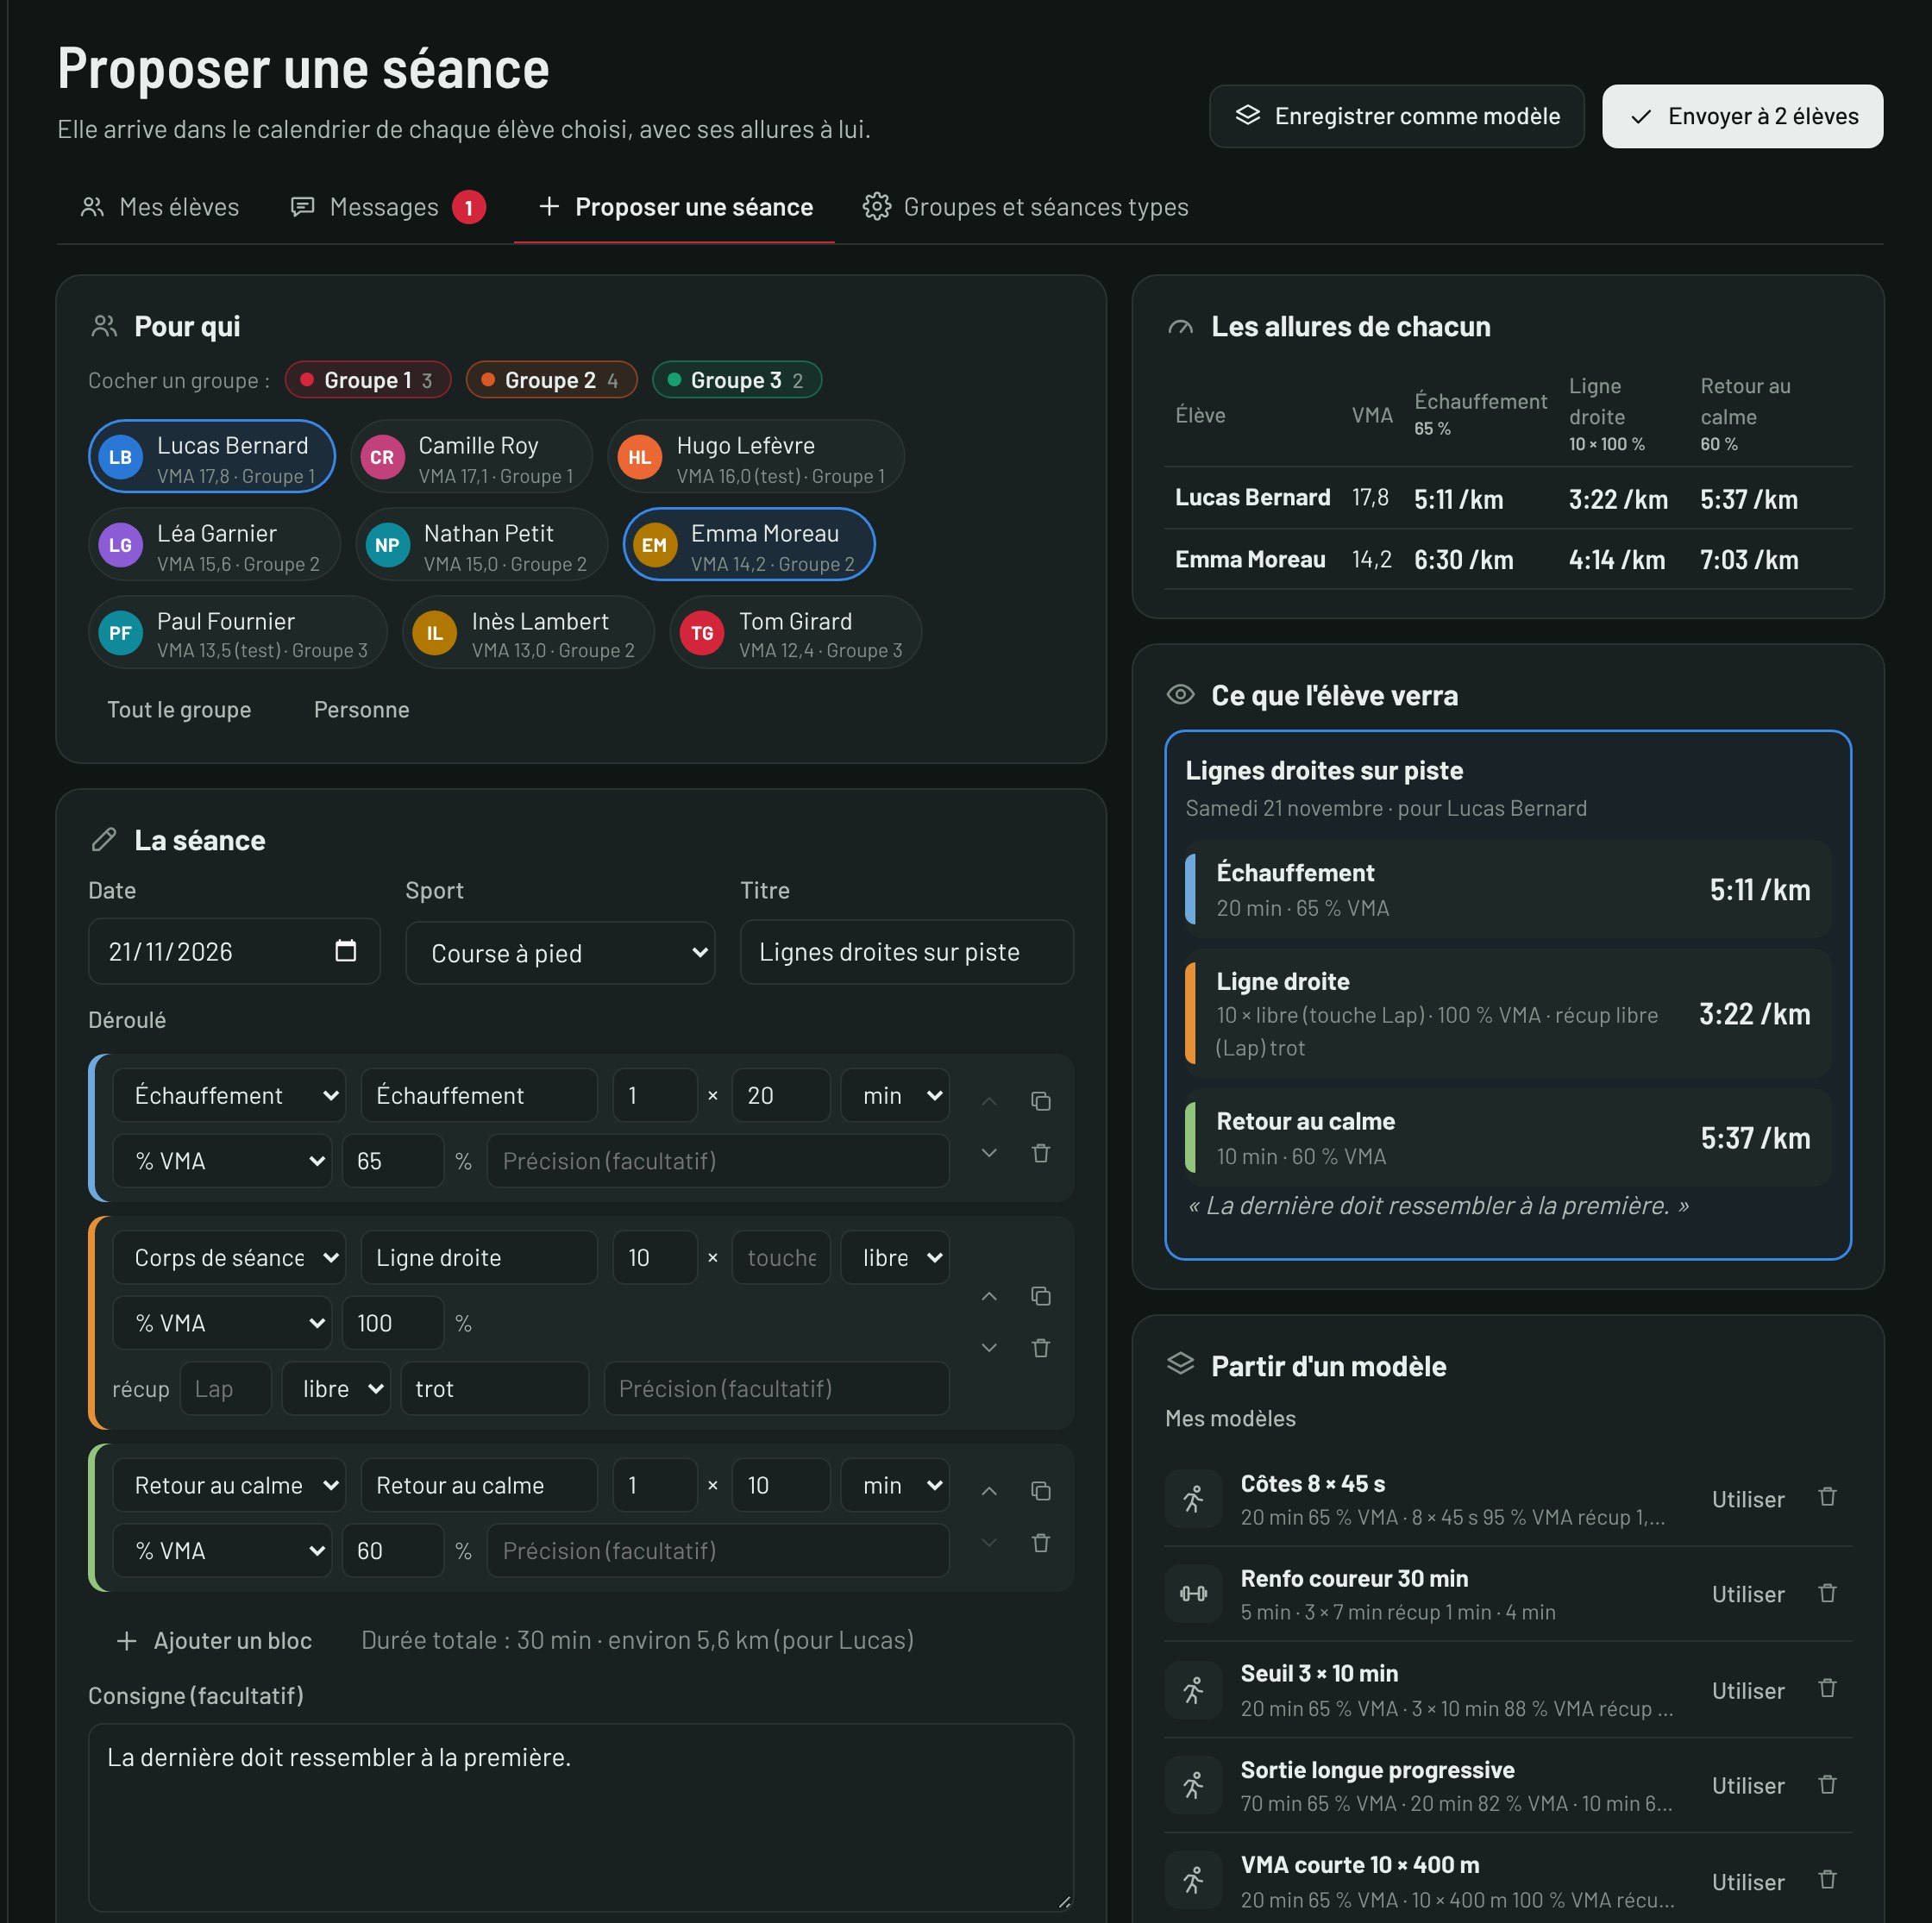 Proposer une séance
Elle arrive dans le calendrier de chaque élève choisi, avec ses allures à lui.
Enregistrer comme modèle
Envoyer à 2 élèves
Mes élèves
Messages 1
Proposer une séance
Groupes et séances types
Pour qui
Cocher un groupe : Groupe 1 3 Groupe 2 4 Groupe 3 2
LB Lucas Bernard
VMA 17,8 · Groupe 1
CR Camille Roy
VMA 17,1 · Groupe 1
HL Hugo Lefèvre
VMA 16,0 (test) · Groupe 1
LG Léa Garnier
VMA 15,6 · Groupe 2
NP Nathan Petit
VMA 15,0 · Groupe 2
EM Emma Moreau
VMA 14,2 · Groupe 2
PF Paul Fournier
VMA 13,5 (test) · Groupe 3
IL Inès Lambert
VMA 13,0 · Groupe 2
TG Tom Girard
VMA 12,4 · Groupe 3
Tout le groupe Personne
La séance
Date Sport Titre
21/11/2026 Course à pied Lignes droites sur piste
Déroulé
Échauffement Échauffement 1 × 20 min
% VMA 65 % Précision (facultatif)
Corps de séance Ligne droite 10 × touche libre
% VMA 100 %
récup Lap libre trot Précision (facultatif)
Retour au calme Retour au calme 1 × 10 min
% VMA 60 % Précision (facultatif)
Ajouter un bloc Durée totale : 30 min · environ 5,6 km (pour Lucas)
Consigne (facultatif)
La dernière doit ressembler à la première.
Les allures de chacun
Élève VMA Échauffement 65 % Ligne droite 10 × 100 % Retour au calme 60 %
Lucas Bernard 17,8 5:11 /km 3:22 /km 5:37 /km
Emma Moreau 14,2 6:30 /km 4:14 /km 7:03 /km
Ce que l'élève verra
Lignes droites sur piste
Samedi 21 novembre · pour Lucas Bernard
Échauffement
20 min · 65 % VMA
5:11 /km
Ligne droite
10 × libre (touche Lap) · 100 % VMA · récup libre
(Lap) trot
3:22 /km
Retour au calme
10 min · 60 % VMA
5:37 /km
« La dernière doit ressembler à la première. »
Partir d'un modèle
Mes modèles
Côtes 8 × 45 s
20 min 65 % VMA · 8 × 45 s 95 % VMA récup 1,...
Utiliser
Renfo coureur 30 min
5 min · 3 × 7 min récup 1 min · 4 min
Utiliser
Seuil 3 × 10 min
20 min 65 % VMA · 3 × 10 min 88 % VMA récup ...
Utiliser
Sortie longue progressive
70 min 65 % VMA · 20 min 82 % VMA · 10 min 6...
Utiliser
VMA courte 10 × 400 m
20 min 65 % VMA · 10 × 400 m 100 % VMA récu...
Utiliser